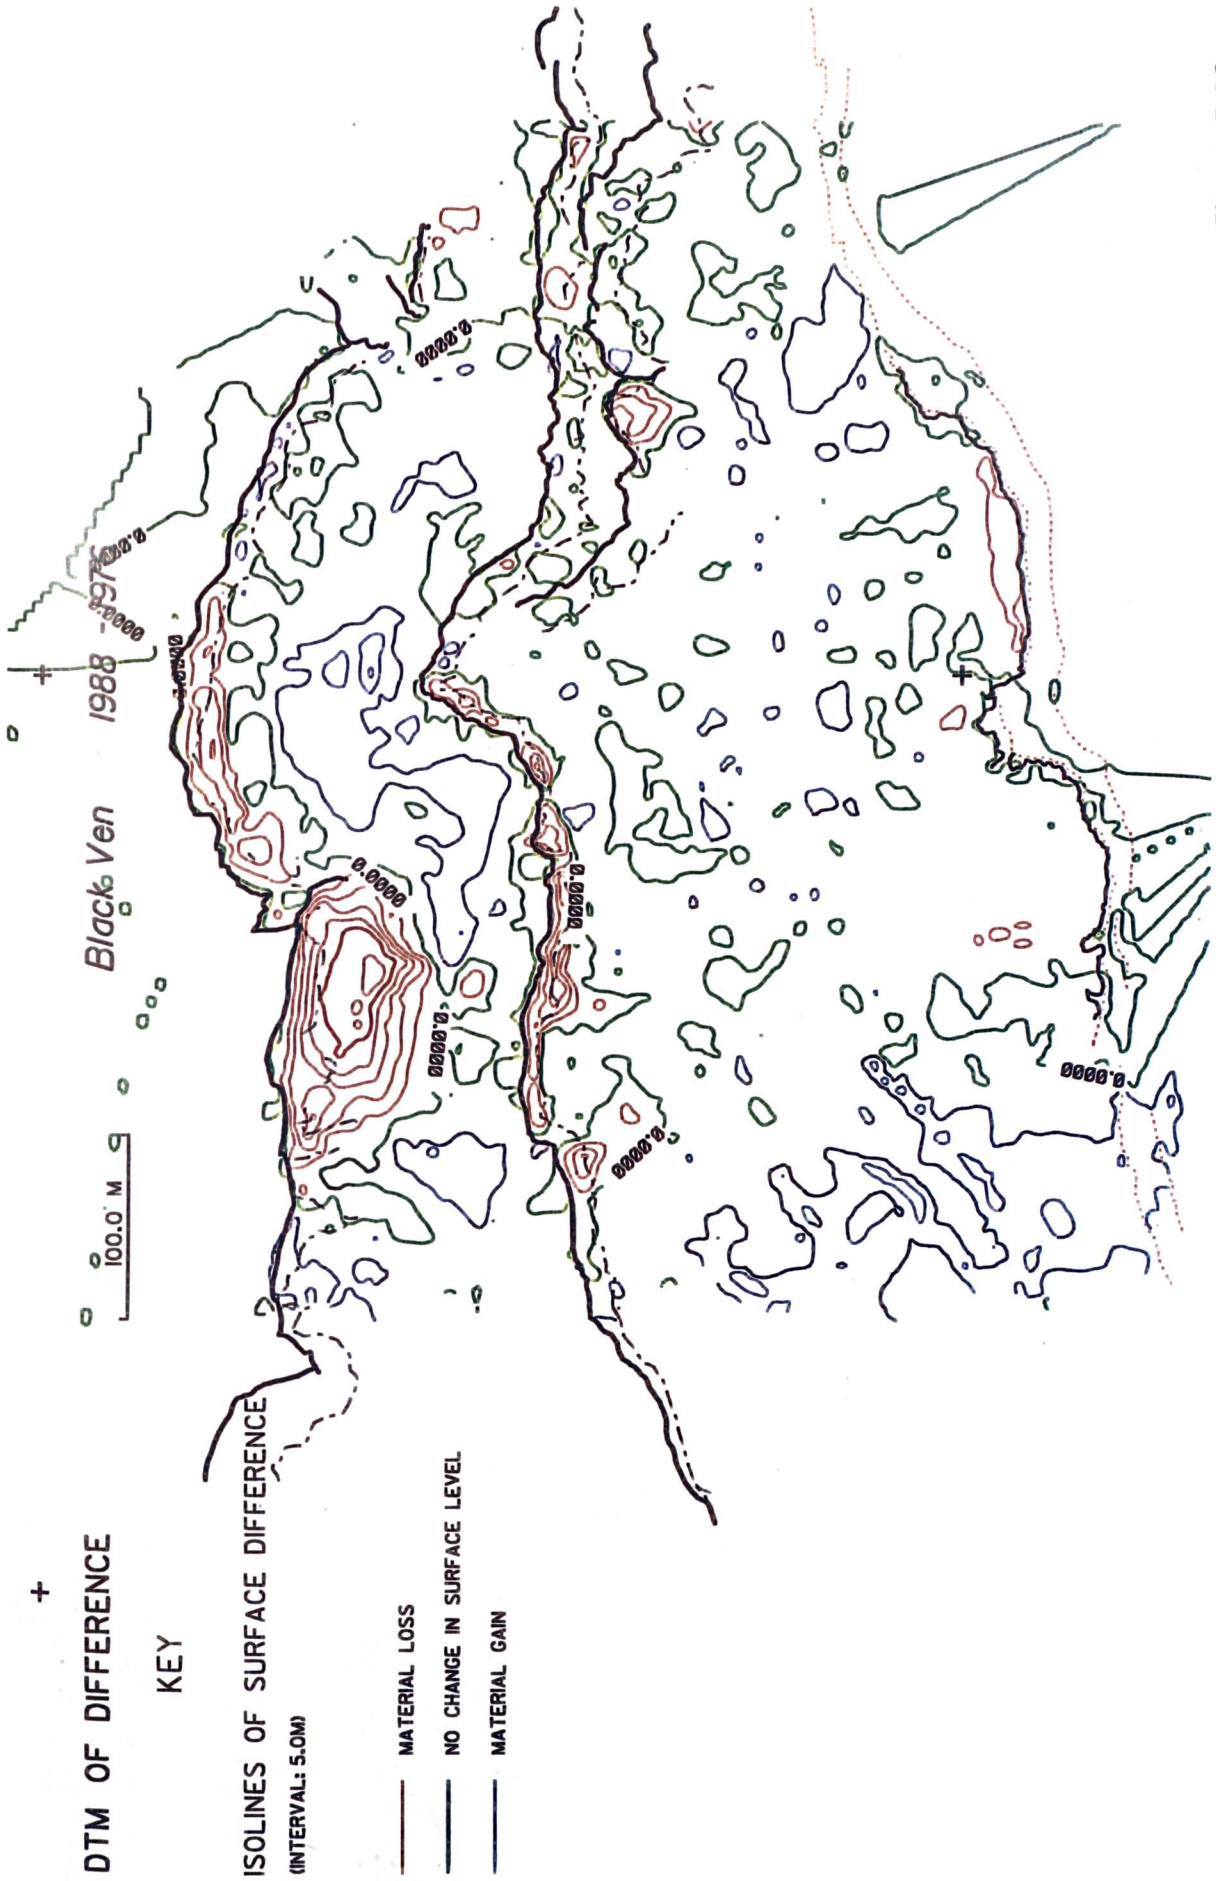 DTM OF DIFFERENCE
Black Ven 1988 - 1976
KEY
ISOLINES OF SURFACE DIFFERENCE
(INTERVAL: 5.0M)
MATERIAL LOSS
NO CHANGE IN SURFACE LEVEL
MATERIAL GAIN
100.0 M
0.0000
0.0000
0.0000
0.0000
0.0000
0.0000
0.0000